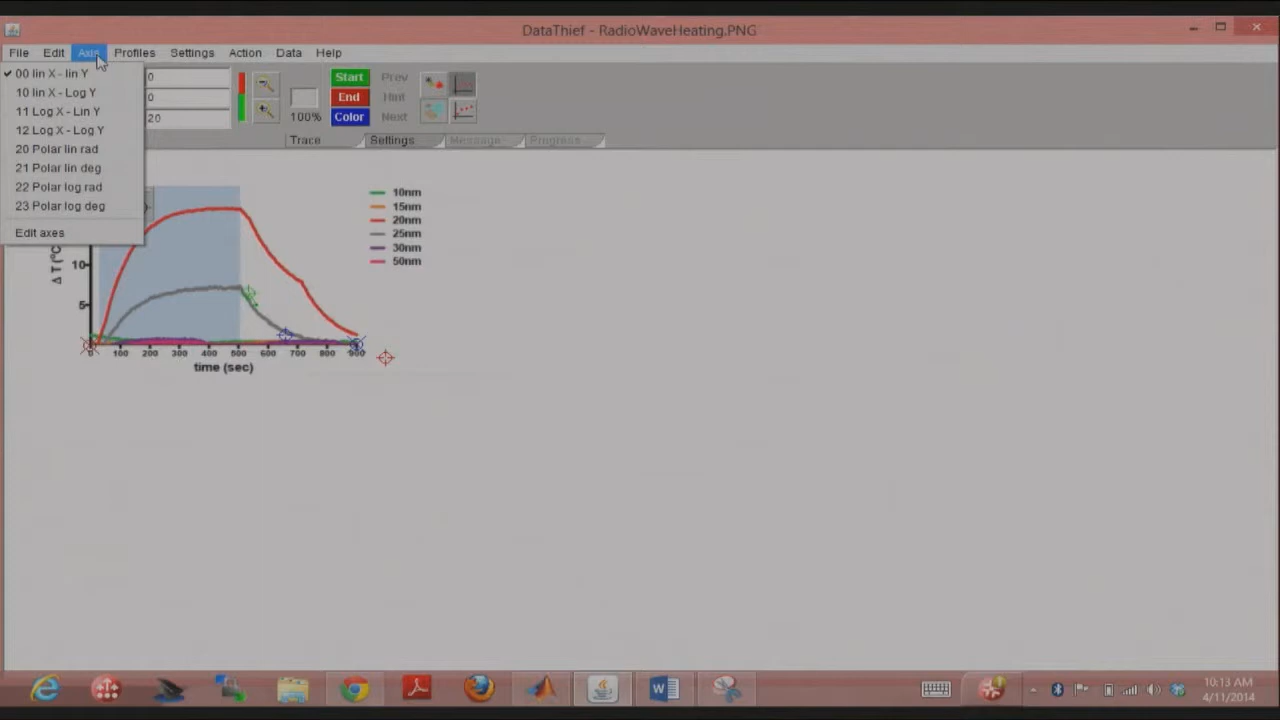 DataThief - RadioWaveHeating.PNG
File Edit Axis Profiles Settings Action Data Help
00 lin X - lin Y
10 lin X - Log Y
11 Log X - Lin Y
12 Log X - Log Y
20 Polar lin rad
21 Polar lin deg
22 Polar log rad
23 Polar log deg
Edit axes
0
0
20
100%
Start Prev
End Hint
Color Next
Trace Settings Message Progress
10nm
15nm
20nm
25nm
30nm
50nm
Δ T (°C
10
5
0 100 200 300 400 500 600 700 800 900
time (sec)
10:13 AM
4/11/2014